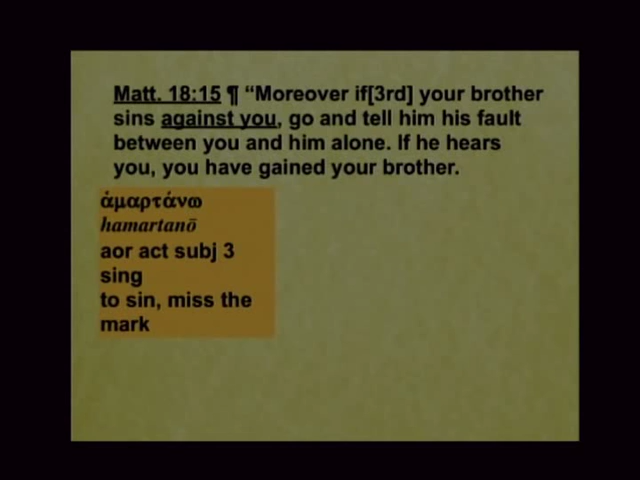 Matt. 18:15 ¶ “Moreover if[3rd] your brother
sins against you, go and tell him his fault
between you and him alone. If he hears
you, you have gained your brother.
ἁμαρτάνω
hamartanō
aor act subj 3
sing
to sin, miss the
mark